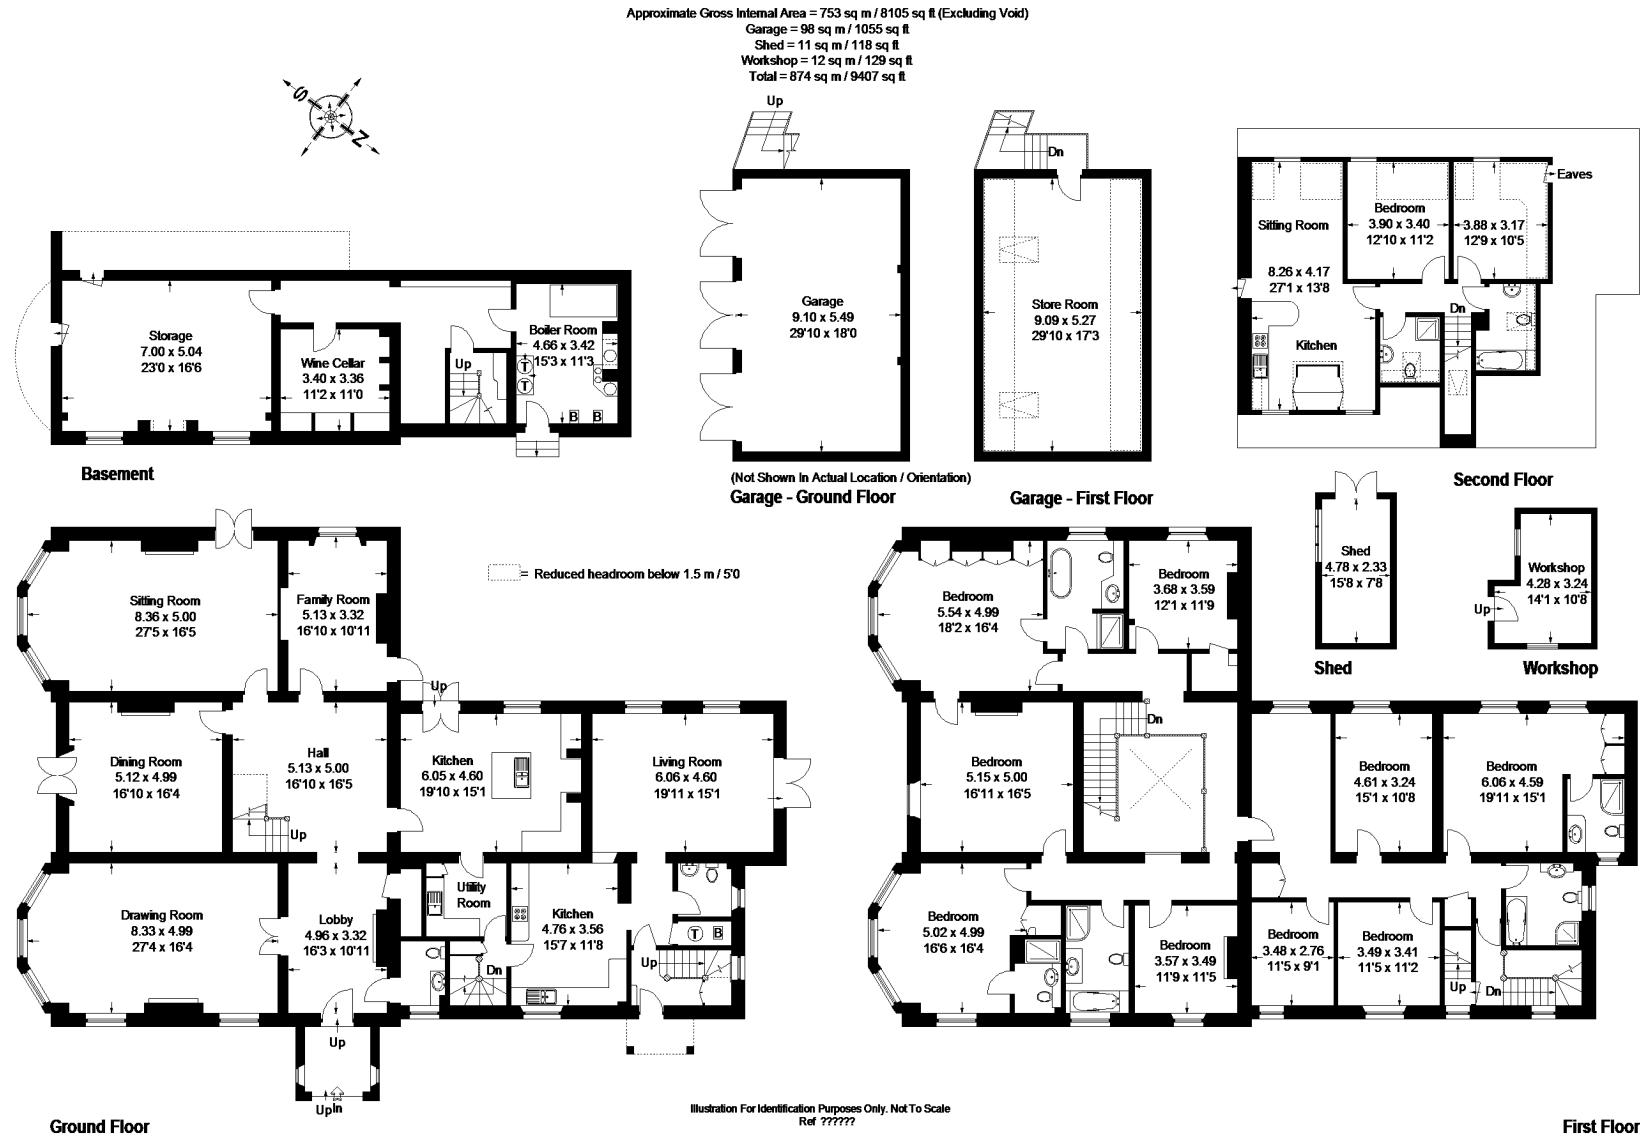 Approximate Gross Internal Area = 753 sq m / 8105 sq ft (Excluding Void)
Garage = 98 sq m / 1055 sq ft
Shed = 11 sq m / 118 sq ft
Workshop = 12 sq m / 129 sq ft
Total = 874 sq m / 9407 sq ft
S
N
Storage
7.00 x 5.04
23'0 x 16'6
Wine Cellar
3.40 x 3.36
11'2 x 11'0
Up
Boiler Room
4.66 x 3.42
15'3 x 11'3
T
T
B
B
Basement
Up
Garage
9.10 x 5.49
29'10 x 18'0
(Not Shown In Actual Location / Orientation)
Garage - Ground Floor
Dn
Store Room
9.09 x 5.27
29'10 x 17'3
Garage - First Floor
Sitting Room
8.26 x 4.17
27'1 x 13'8
Kitchen
Bedroom
3.90 x 3.40
12'10 x 11'2
3.88 x 3.17
12'9 x 10'5
Eaves
Dn
Second Floor
Shed
4.78 x 2.33
15'8 x 7'8
Shed
Workshop
4.28 x 3.24
14'1 x 10'8
Up
Workshop
= Reduced headroom below 1.5 m / 5'0
Sitting Room
8.36 x 5.00
27'5 x 16'5
Family Room
5.13 x 3.32
16'10 x 10'11
Up
Dining Room
5.12 x 4.99
16'10 x 16'4
Hall
5.13 x 5.00
16'10 x 16'5
Up
Kitchen
6.05 x 4.60
19'10 x 15'1
Living Room
6.06 x 4.60
19'11 x 15'1
Drawing Room
8.33 x 4.99
27'4 x 16'4
Lobby
4.96 x 3.32
16'3 x 10'11
Utility
Room
Kitchen
4.76 x 3.56
15'7 x 11'8
Dn
T
B
Up
Up
Up
In
Ground Floor
Bedroom
5.54 x 4.99
18'2 x 16'4
Bedroom
3.68 x 3.59
12'1 x 11'9
Dn
Bedroom
5.15 x 5.00
16'11 x 16'5
Bedroom
4.61 x 3.24
15'1 x 10'8
Bedroom
6.06 x 4.59
19'11 x 15'1
Bedroom
5.02 x 4.99
16'6 x 16'4
Bedroom
3.57 x 3.49
11'9 x 11'5
Bedroom
3.48 x 2.76
11'5 x 9'1
Bedroom
3.49 x 3.41
11'5 x 11'2
Up
Dn
First Floor
Illustration For Identification Purposes Only. Not To Scale
Ref ??????